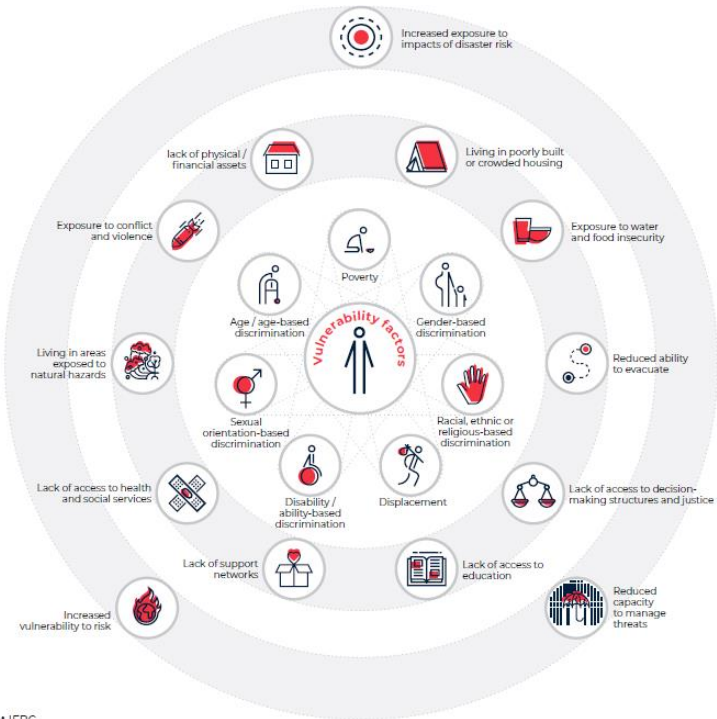 Increased exposure to
impacts of disaster risk
lack of physical /
financial assets
Living in poorly built
or crowded housing
Exposure to conflict
and violence
Exposure to water
and food insecurity
Poverty
Age / age-based
discrimination
Gender-based
discrimination
Vulnerability factors
Living in areas
exposed to
natural hazards
Reduced ability
to evacuate
Sexual
orientation-based
discrimination
Racial, ethnic or
religious-based
discrimination
Disability /
ability-based
discrimination
Displacement
Lack of access to health
and social services
Lack of access to decision-
making structures and justice
Lack of support
networks
Lack of access to
education
Increased
vulnerability to risk
Reduced
capacity
to manage
threats